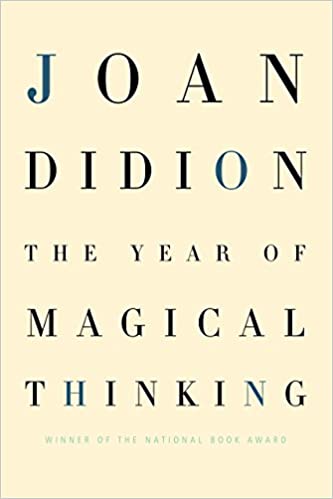 JOAN
DIDION
THE YEAR OF
MAGICAL
THINKING
WINNER OF THE NATIONAL BOOK AWARD